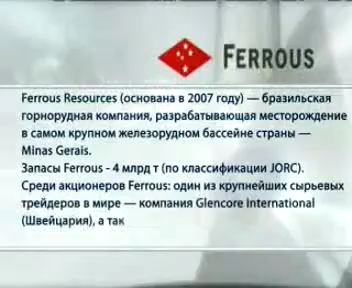 FERROUS
Ferrous Resources (основана в 2007 году) — бразильская
горнорудная компания, разрабатывающая месторождение
в самом крупном железорудном бассейне страны —
Minas Gerais.
Запасы Ferrous - 4 млрд т (по классификации JORC).
Среди акционеров Ferrous: один из крупнейших сырьевых
трейдеров в мире — компания Glencore International
(Швейцария), а так